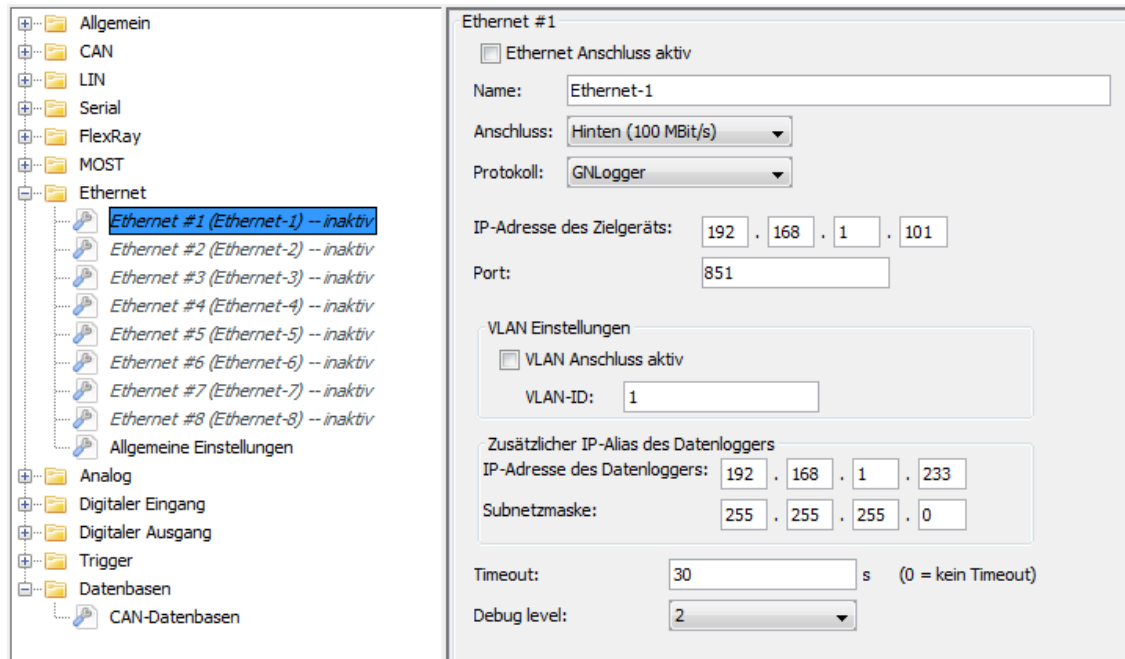 Allgemein
CAN
LIN
Serial
FlexRay
MOST
Ethernet
Ethernet #1 (Ethernet-1) -- inaktiv
Ethernet #2 (Ethernet-2) -- inaktiv
Ethernet #3 (Ethernet-3) -- inaktiv
Ethernet #4 (Ethernet-4) -- inaktiv
Ethernet #5 (Ethernet-5) -- inaktiv
Ethernet #6 (Ethernet-6) -- inaktiv
Ethernet #7 (Ethernet-7) -- inaktiv
Ethernet #8 (Ethernet-8) -- inaktiv
Allgemeine Einstellungen
Analog
Digitaler Eingang
Digitaler Ausgang
Trigger
Datenbasen
CAN-Datenbasen
Ethernet #1
Ethernet Anschluss aktiv
Name: Ethernet-1
Anschluss: Hinten (100 MBit/s)
Protokoll: GNLogger
IP-Adresse des Zielgeräts: 192 . 168 . 1 . 101
Port: 851
VLAN Einstellungen
VLAN Anschluss aktiv
VLAN-ID: 1
Zusätzlicher IP-Alias des Datenloggers
IP-Adresse des Datenloggers: 192 . 168 . 1 . 233
Subnetzmaske: 255 . 255 . 255 . 0
Timeout: 30 s (0 = kein Timeout)
Debug level: 2